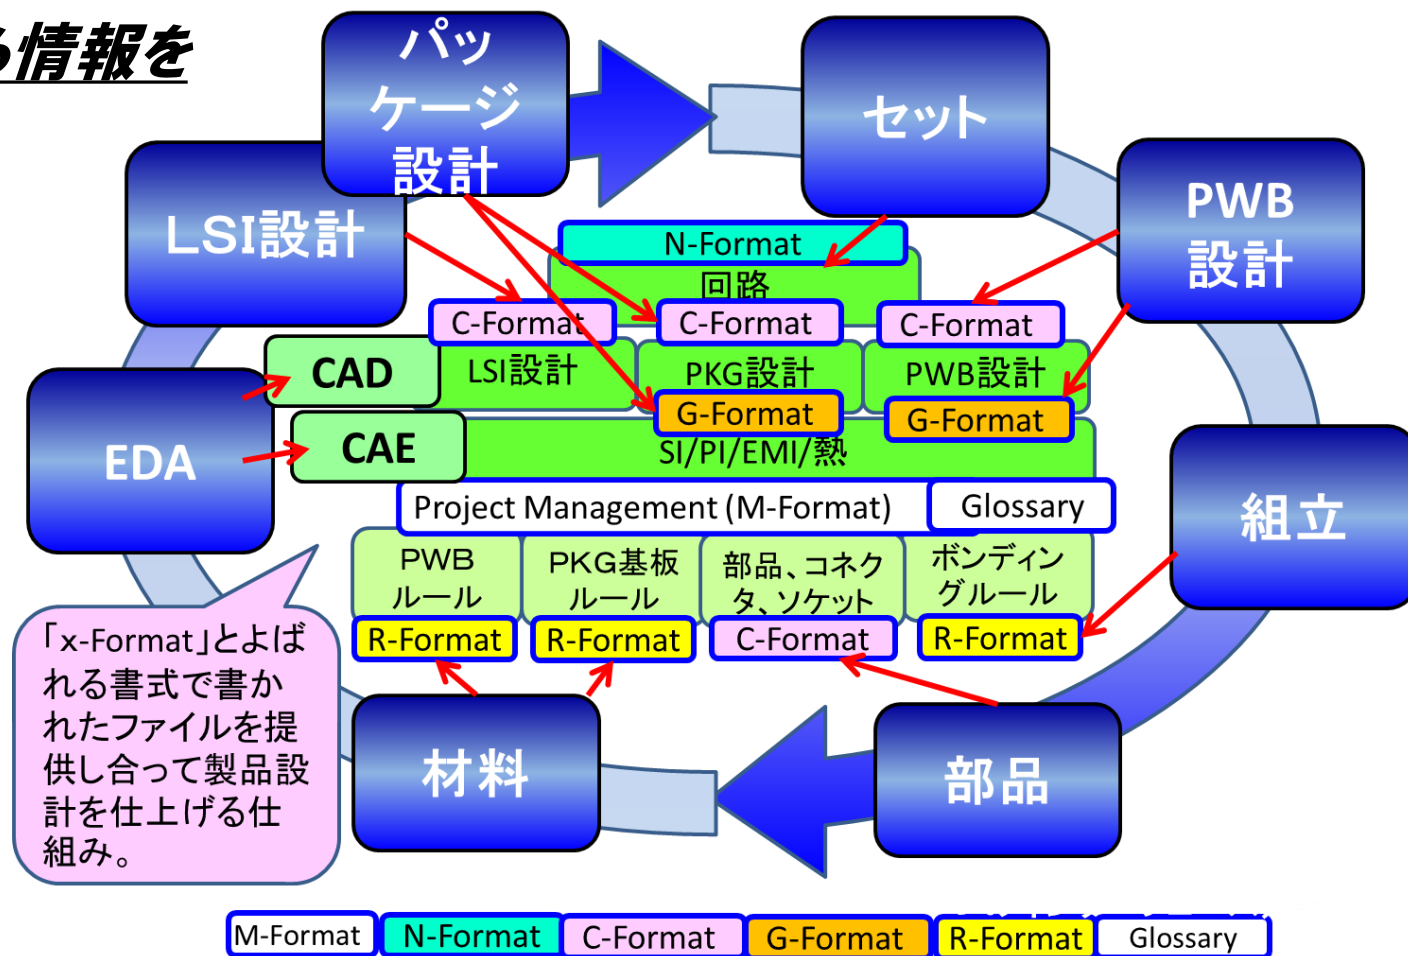 る情報を
パッ
ケージ
設計
セット
LSI設計
PWB
設計
N-Format
回路
C-Format
C-Format
C-Format
CAD
LSI設計
PKG設計
PWB設計
G-Format
G-Format
EDA
CAE
SI/PI/EMI/熱
組立
Project Management (M-Format)
Glossary
PWB
ルール
PKG基板
ルール
部品、コネク
タ、ソケット
ボンディン
グルール
R-Format
R-Format
C-Format
R-Format
「x-Format」とよば
れる書式で書か
れたファイルを提
供し合って製品設
計を仕上げる仕
組み。
材料
部品
M-Format
N-Format
C-Format
G-Format
R-Format
Glossary